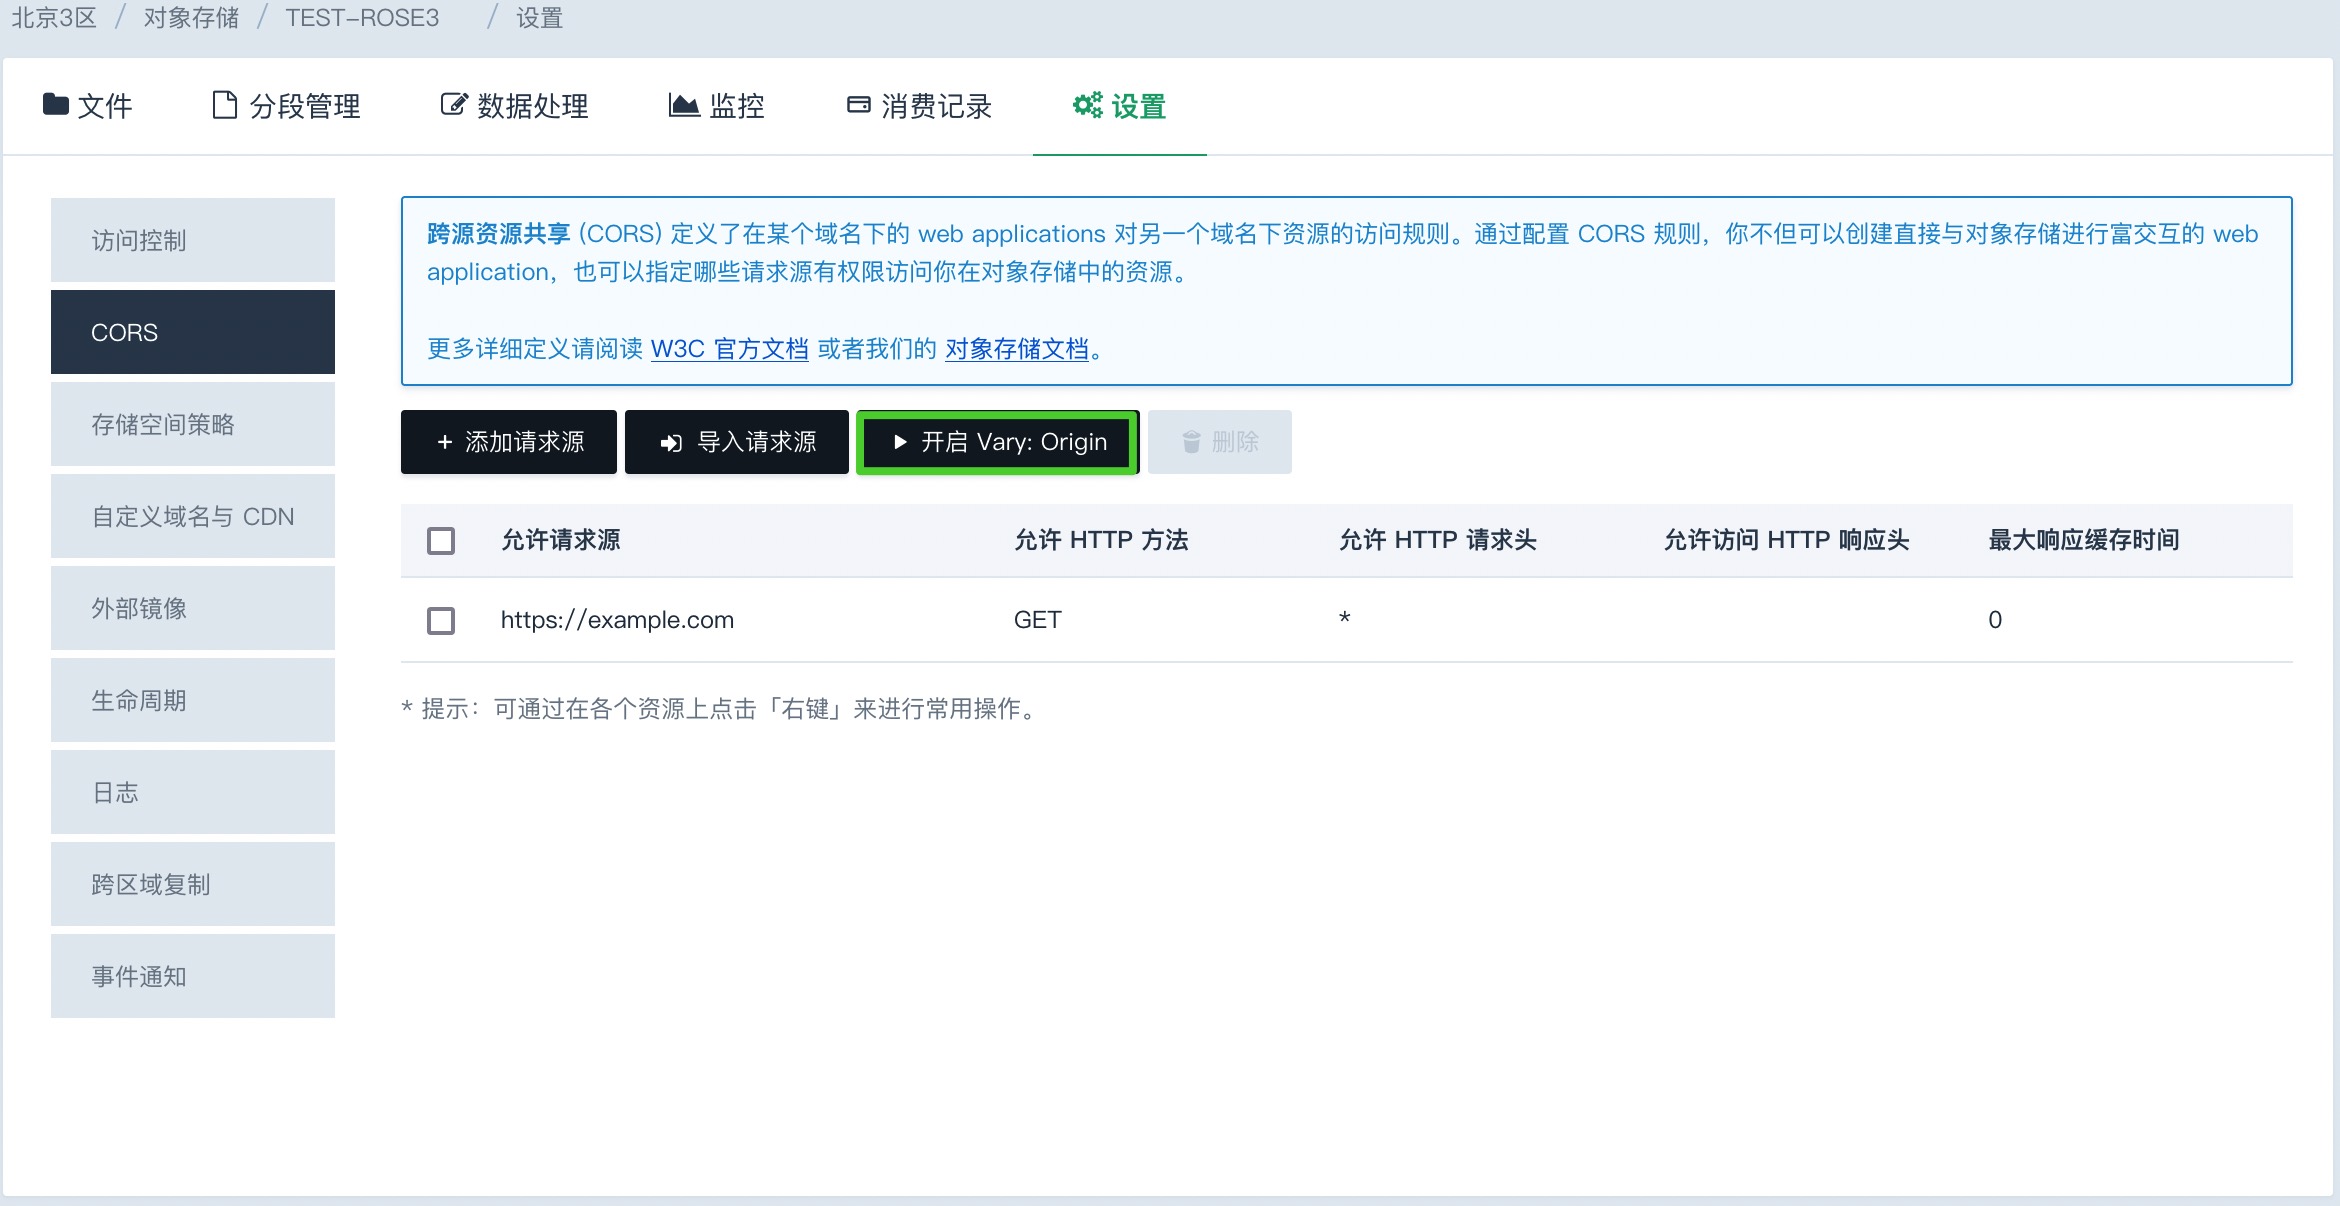 北京3区 / 对象存储 / TEST-ROSE3 / 设置
文件 分段管理 数据处理 监控 消费记录 设置
访问控制
CORS
存储空间策略
自定义域名与 CDN
外部镜像
生命周期
日志
跨区域复制
事件通知
跨源资源共享 (CORS) 定义了在某个域名下的 web applications 对另一个域名下资源的访问规则。通过配置 CORS 规则，你不但可以创建直接与对象存储进行富交互的 web
application，也可以指定哪些请求源有权限访问你在对象存储中的资源。
更多详细定义请阅读 W3C 官方文档 或者我们的 对象存储文档。
+ 添加请求源 导入请求源 开启 Vary: Origin 删除
允许请求源 允许 HTTP 方法 允许 HTTP 请求头 允许访问 HTTP 响应头 最大响应缓存时间
https://example.com GET * 0
* 提示：可通过在各个资源上点击「右键」来进行常用操作。